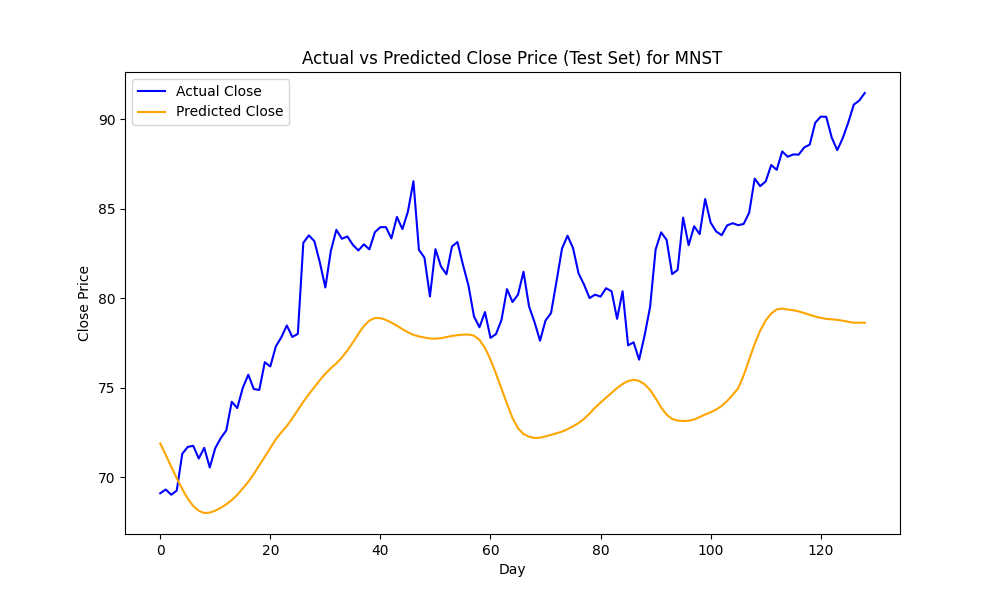 Actual vs Predicted Close Price (Test Set) for MNST
Actual Close
Predicted Close
Close Price
90
85
80
75
70
0 20 40 60 80 100 120
Day